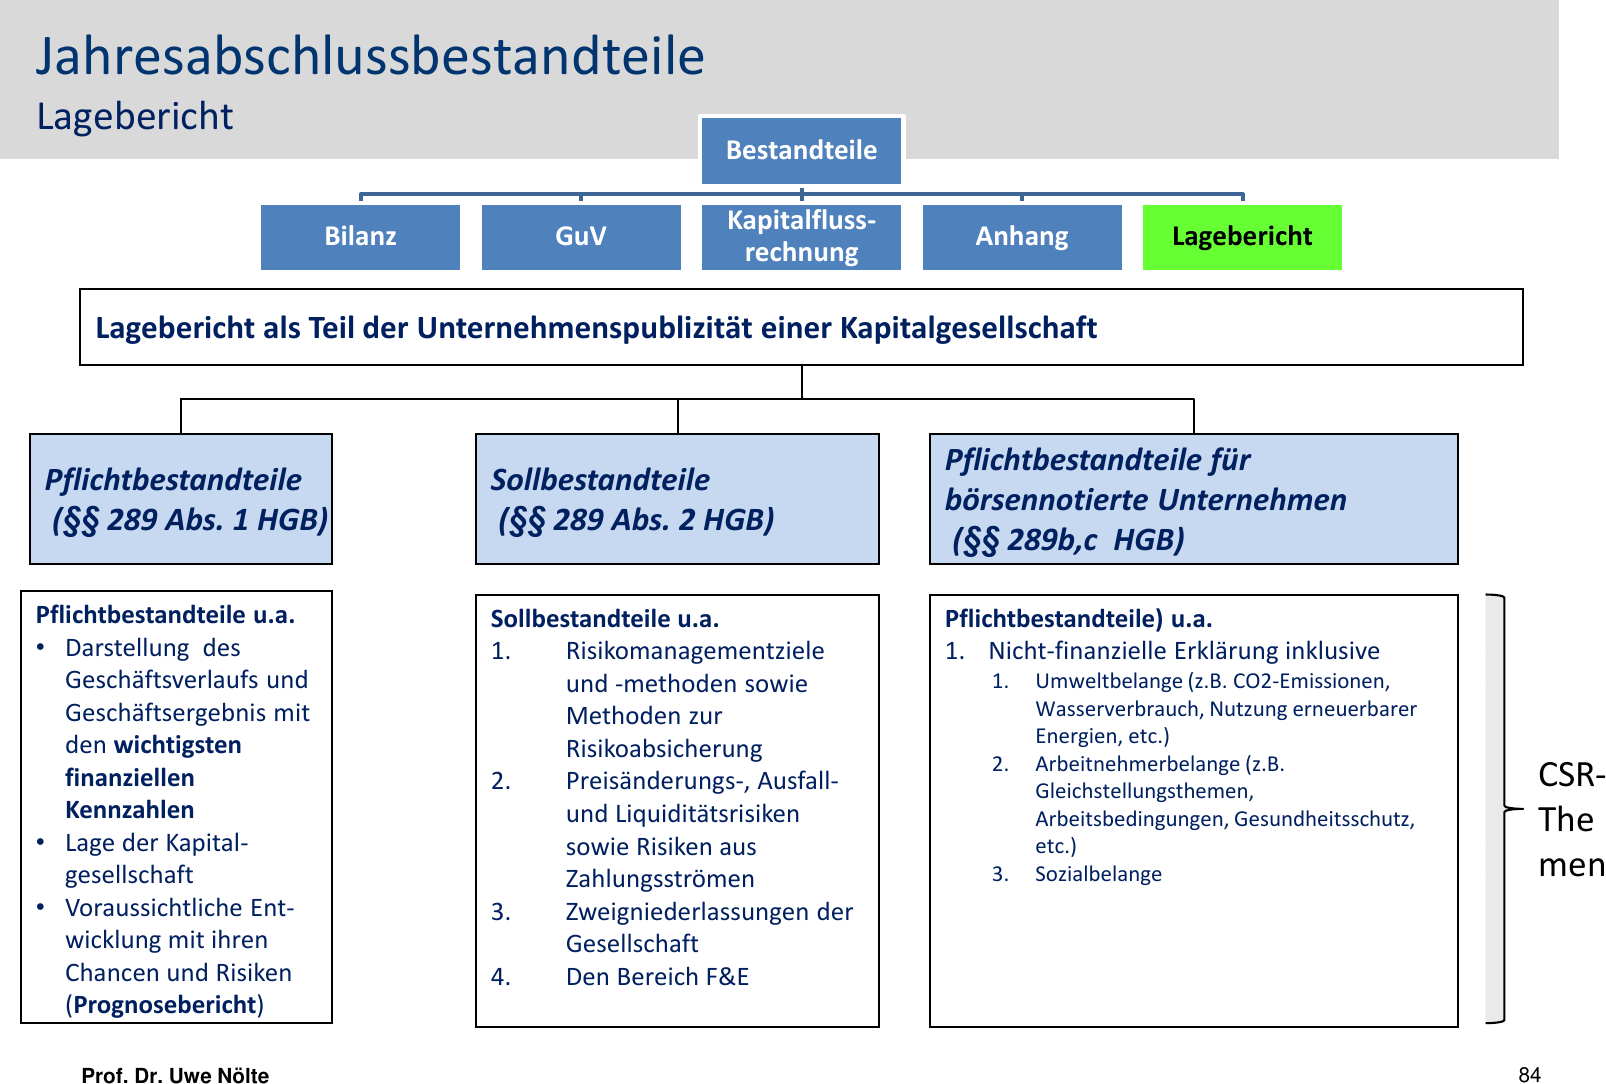 Jahresabschlussbestandteile
Lagebericht
Bestandteile
Bilanz
GuV
Kapitalfluss-
rechnung
Anhang
Lagebericht
Lagebericht als Teil der Unternehmenspublizität einer Kapitalgesellschaft
Pflichtbestandteile
(§§ 289 Abs. 1 HGB)
Sollbestandteile
(§§ 289 Abs. 2 HGB)
Pflichtbestandteile für
börsennotierte Unternehmen
(§§ 289b,c HGB)
Pflichtbestandteile u.a.
• Darstellung des
Geschäftsverlaufs und
Geschäftsergebnis mit
den wichtigsten
finanziellen
Kennzahlen
• Lage der Kapital-
gesellschaft
• Voraussichtliche Ent-
wicklung mit ihren
Chancen und Risiken
(Prognosebericht)
Sollbestandteile u.a.
1. Risikomanagementziele
und -methoden sowie
Methoden zur
Risikoabsicherung
2. Preisänderungs-, Ausfall-
und Liquiditätsrisiken
sowie Risiken aus
Zahlungsströmen
3. Zweigniederlassungen der
Gesellschaft
4. Den Bereich F&E
Pflichtbestandteile) u.a.
1. Nicht-finanzielle Erklärung inklusive
1. Umweltbelange (z.B. CO2-Emissionen,
Wasserverbrauch, Nutzung erneuerbarer
Energien, etc.)
2. Arbeitnehmerbelange (z.B.
Gleichstellungsthemen,
Arbeitsbedingungen, Gesundheitsschutz,
etc.)
3. Sozialbelange
CSR-
The
men
Prof. Dr. Uwe Nölte
84